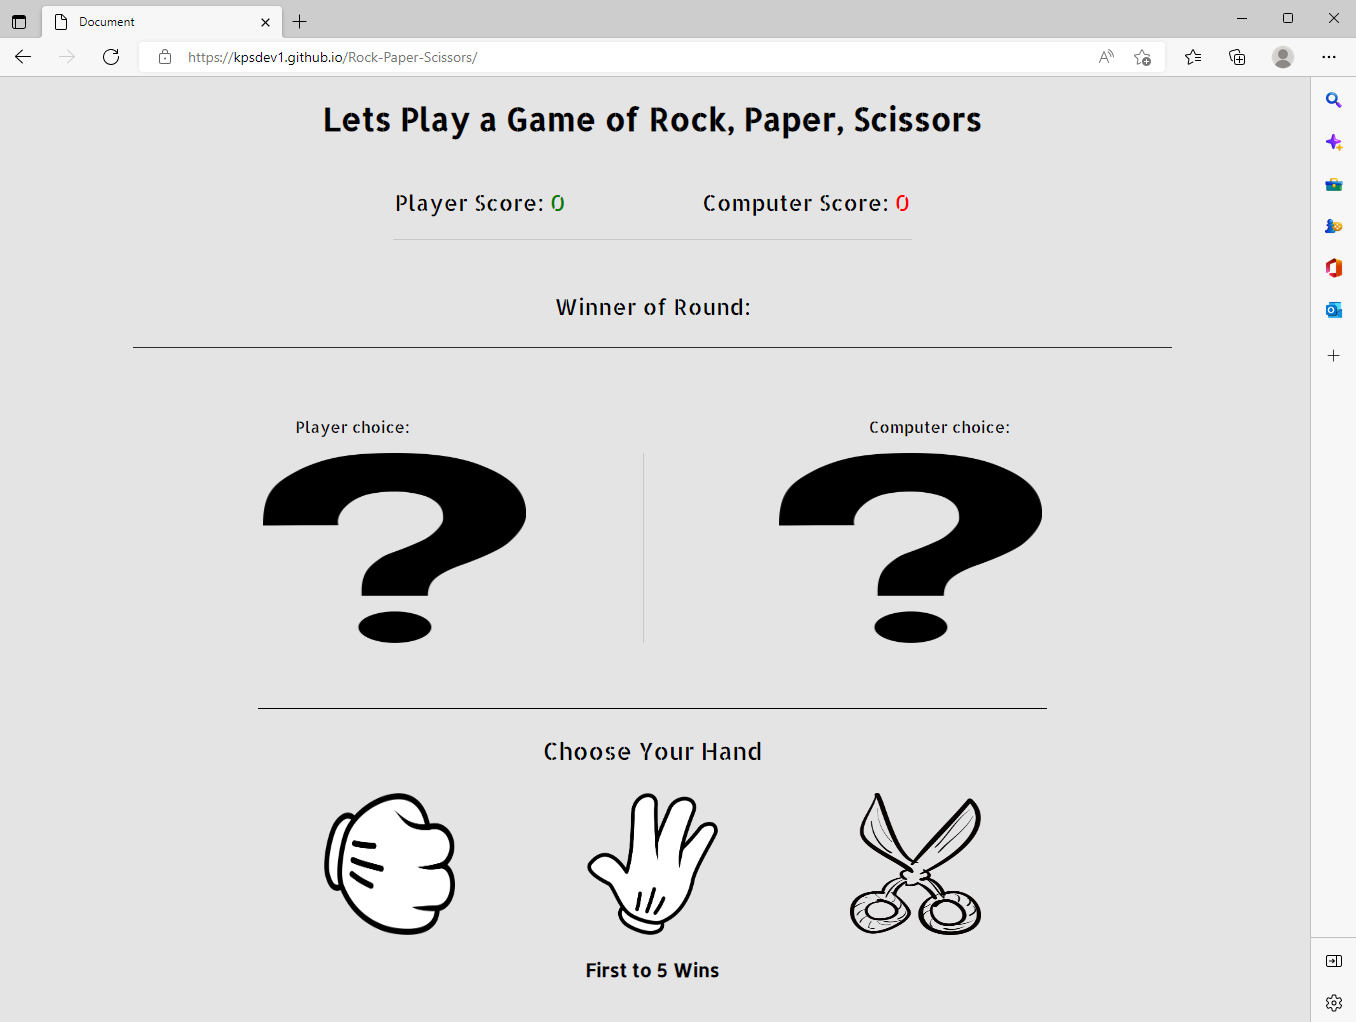 Document
https://kpsdev1.github.io/Rock-Paper-Scissors/
Lets Play a Game of Rock, Paper, Scissors
Player Score: 0
Computer Score: 0
Winner of Round:
Player choice:
Computer choice:
Choose Your Hand
First to 5 Wins